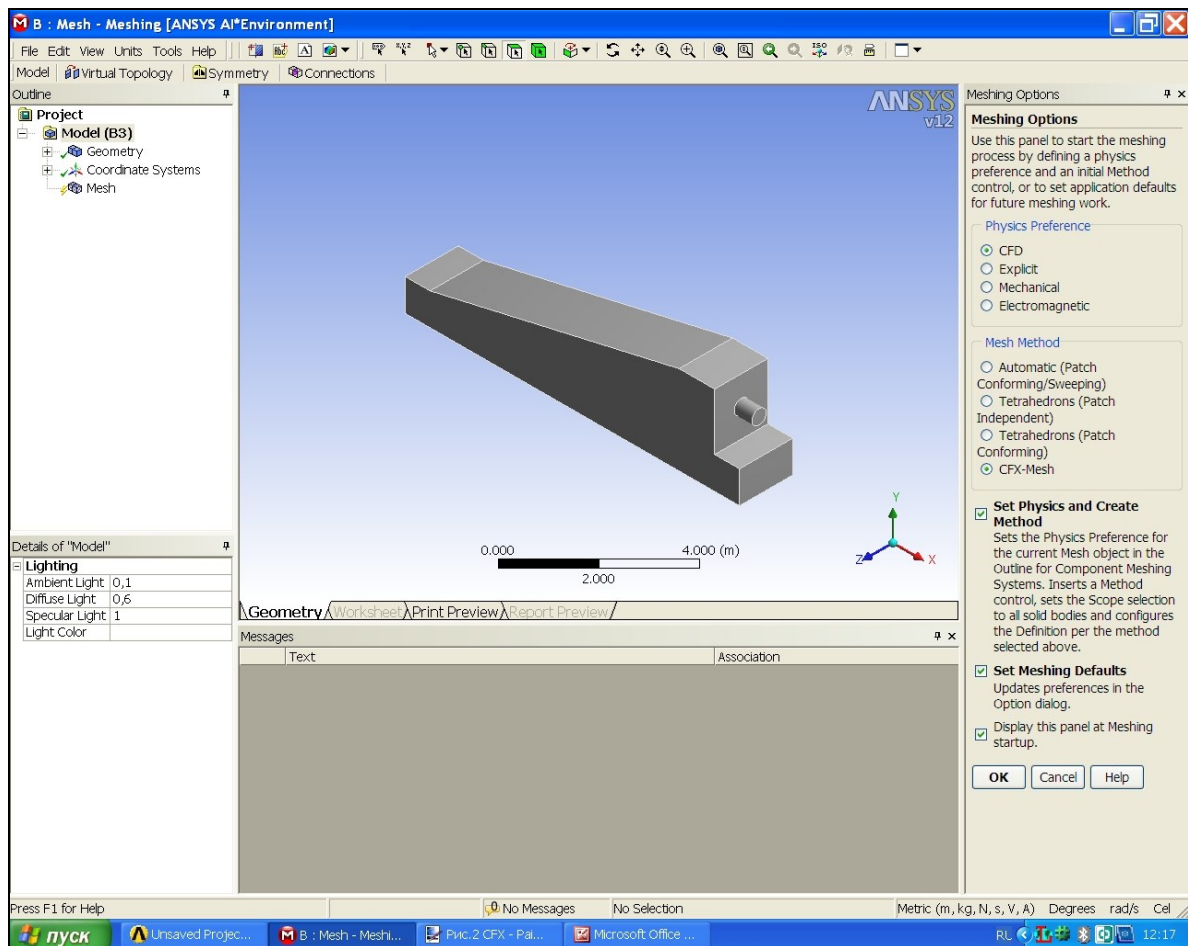 B : Mesh - Meshing [ANSYS AI*Environment]
File Edit View Units Tools Help
Model Virtual Topology Symmetry Connections
Outline
Project
Model (B3)
Geometry
Coordinate Systems
Mesh
Details of "Model"
Lighting
Ambient Light 0,1
Diffuse Light 0,6
Specular Light 1
Light Color
ANSYS
v12
Y
Z
X
0.000 4.000 (m)
2.000
Geometry Worksheet Print Preview Report Preview
Messages
Text Association
Meshing Options
Meshing Options
Use this panel to start the meshing
process by defining a physics
preference and an initial Method
control, or to set application defaults
for future meshing work.
Physics Preference
CFD
Explicit
Mechanical
Electromagnetic
Mesh Method
Automatic (Patch
Conforming/Sweeping)
Tetrahedrons (Patch
Independent)
Tetrahedrons (Patch
Conforming)
CFX-Mesh
Set Physics and Create
Method
Sets the Physics Preference for
the current Mesh object in the
Outline for Component Meshing
Systems. Inserts a Method
control, sets the Scope selection
to all solid bodies and configures
the Definition per the method
selected above.
Set Meshing Defaults
Updates preferences in the
Option dialog.
Display this panel at Meshing
startup.
OK Cancel Help
Press F1 for Help No Messages No Selection Metric (m, kg, N, s, V, A) Degrees rad/s Cel
пуск Unsaved Projec... B : Mesh - Meshi... Рис.2 CFX - Pai... Microsoft Office ... RL 12:17